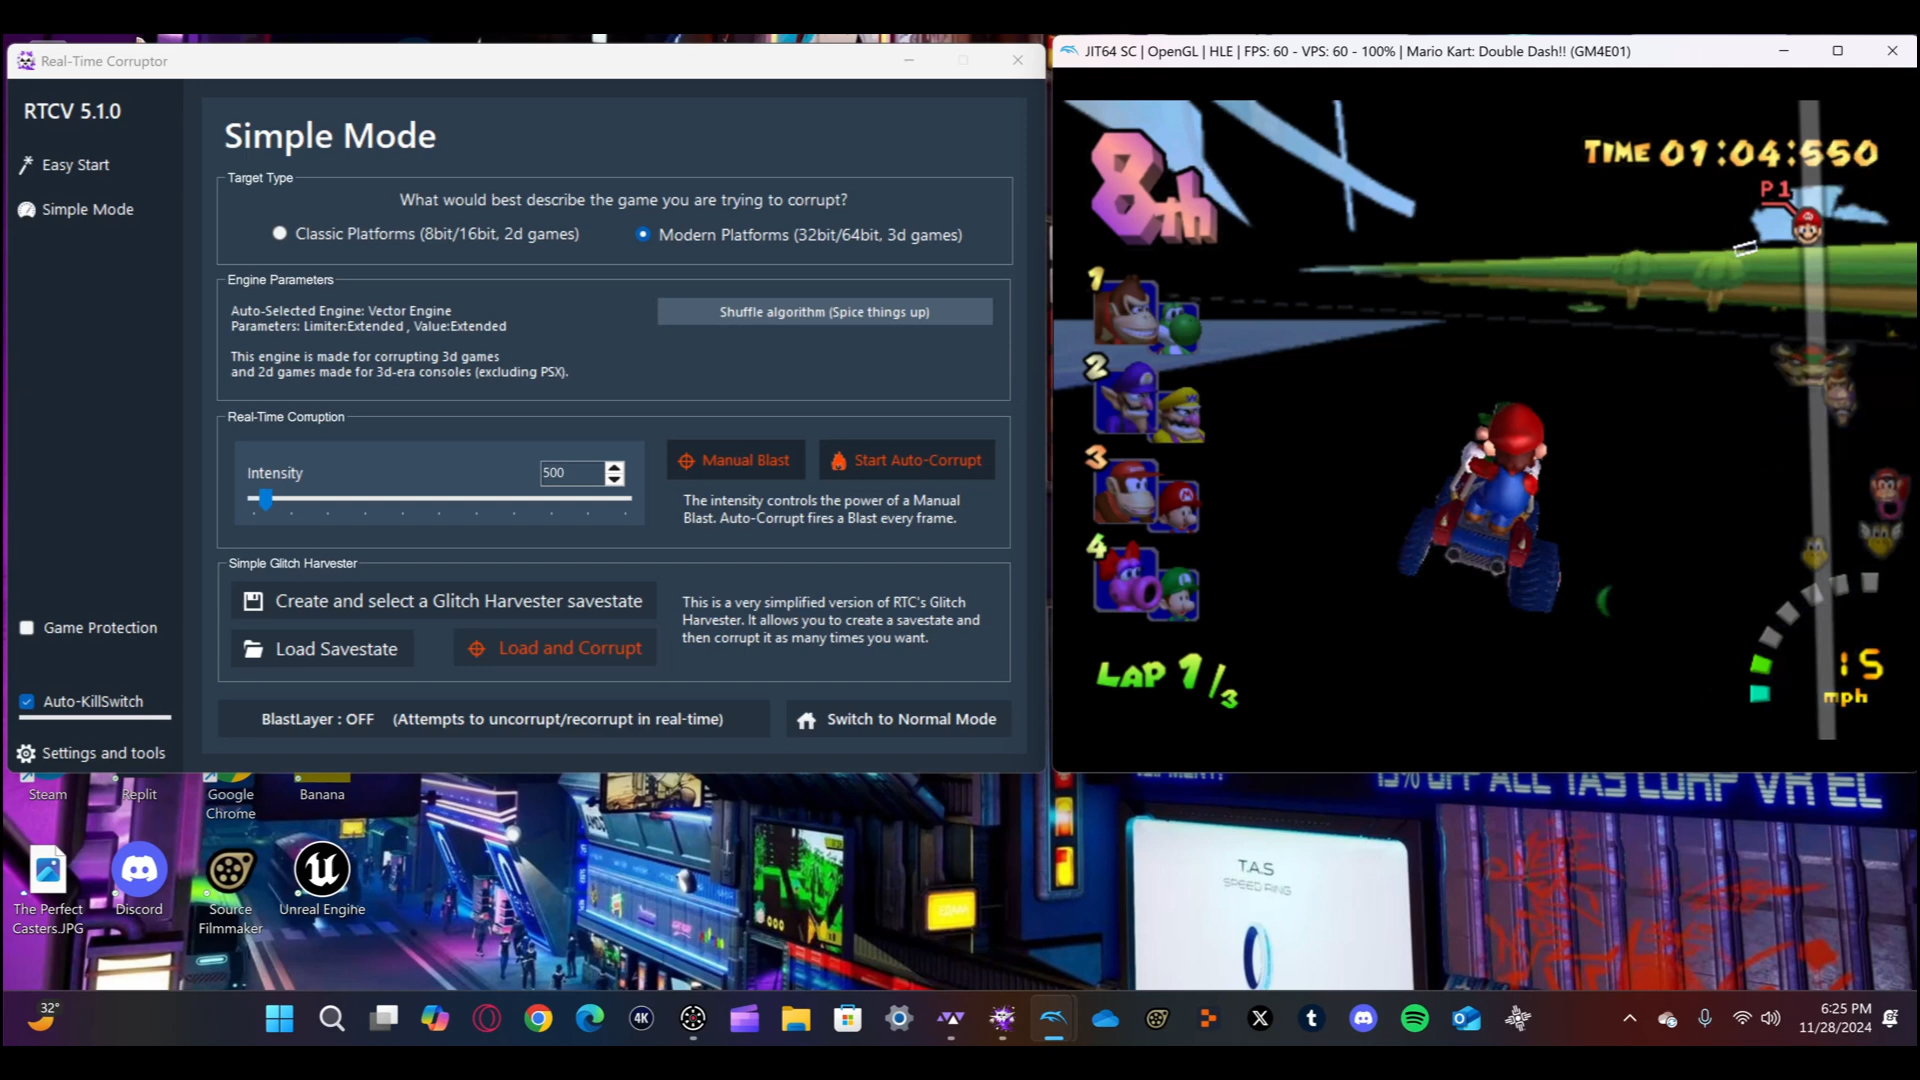 Real-Time Corruptor
RTCV 5.1.0
Easy Start
Simple Mode
Game Protection
Auto-KillSwitch
Settings and tools
Simple Mode
Target Type
What would best describe the game you are trying to corrupt?
Classic Platforms (8bit/16bit, 2d games)
Modern Platforms (32bit/64bit, 3d games)
Engine Parameters
Auto-Selected Engine: Vector Engine
Parameters: Limiter:Extended , Value:Extended
Shuffle algorithm (Spice things up)
This engine is made for corrupting 3d games
and 2d games made for 3d-era consoles (excluding PSX).
Real-Time Corruption
Intensity
500
Manual Blast
Start Auto-Corrupt
The intensity controls the power of a Manual
Blast. Auto-Corrupt fires a Blast every frame.
Simple Glitch Harvester
Create and select a Glitch Harvester savestate
Load Savestate
Load and Corrupt
This is a very simplified version of RTC's Glitch
Harvester. It allows you to create a savestate and
then corrupt it as many times you want.
BlastLayer : OFF (Attempts to uncorrupt/recorrupt in real-time)
Switch to Normal Mode
JIT64 SC | OpenGL | HLE | FPS: 60 - VPS: 60 - 100% | Mario Kart: Double Dash!! (GM4E01)
8th
TIME 01:04:550
P1
1
2
3
4
LAP 1/3
15
mph
Steam
Replit
Google
Chrome
Banana
The Perfect
Casters.JPG
Discord
Source
Filmmaker
Unreal Engine
15% OFF ALL TAS CORP VR EL
T.A.S
SPEED RING
32°
4K
6:25 PM
11/28/2024